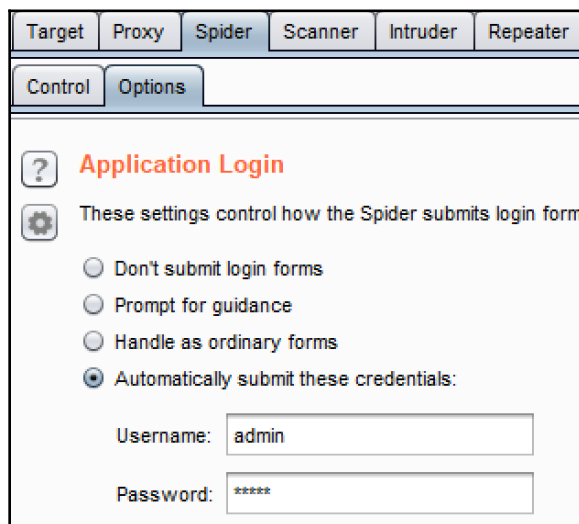 Target Proxy Spider Scanner Intruder Repeater
Control Options
? Application Login
These settings control how the Spider submits login form
Don't submit login forms
Prompt for guidance
Handle as ordinary forms
Automatically submit these credentials:
Username: admin
Password: *****